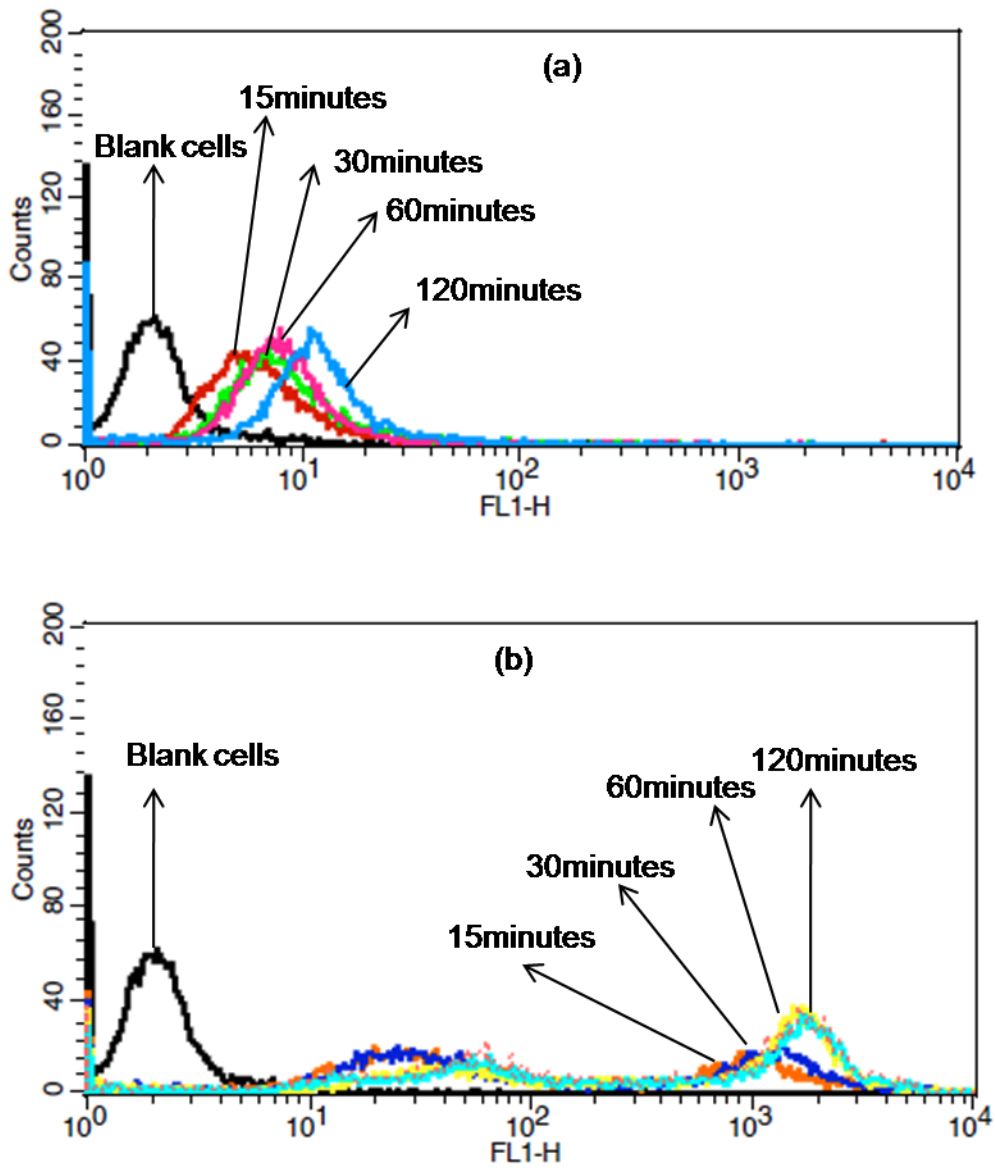 (a)
200
160
120
80
40
0
Counts
Blank cells
15minutes
30minutes
60minutes
120minutes
10^0
10^1
10^2
10^3
10^4
FL1-H
(b)
200
160
120
80
40
0
Counts
Blank cells
15minutes
30minutes
60minutes
120minutes
10^0
10^1
10^2
10^3
10^4
FL1-H